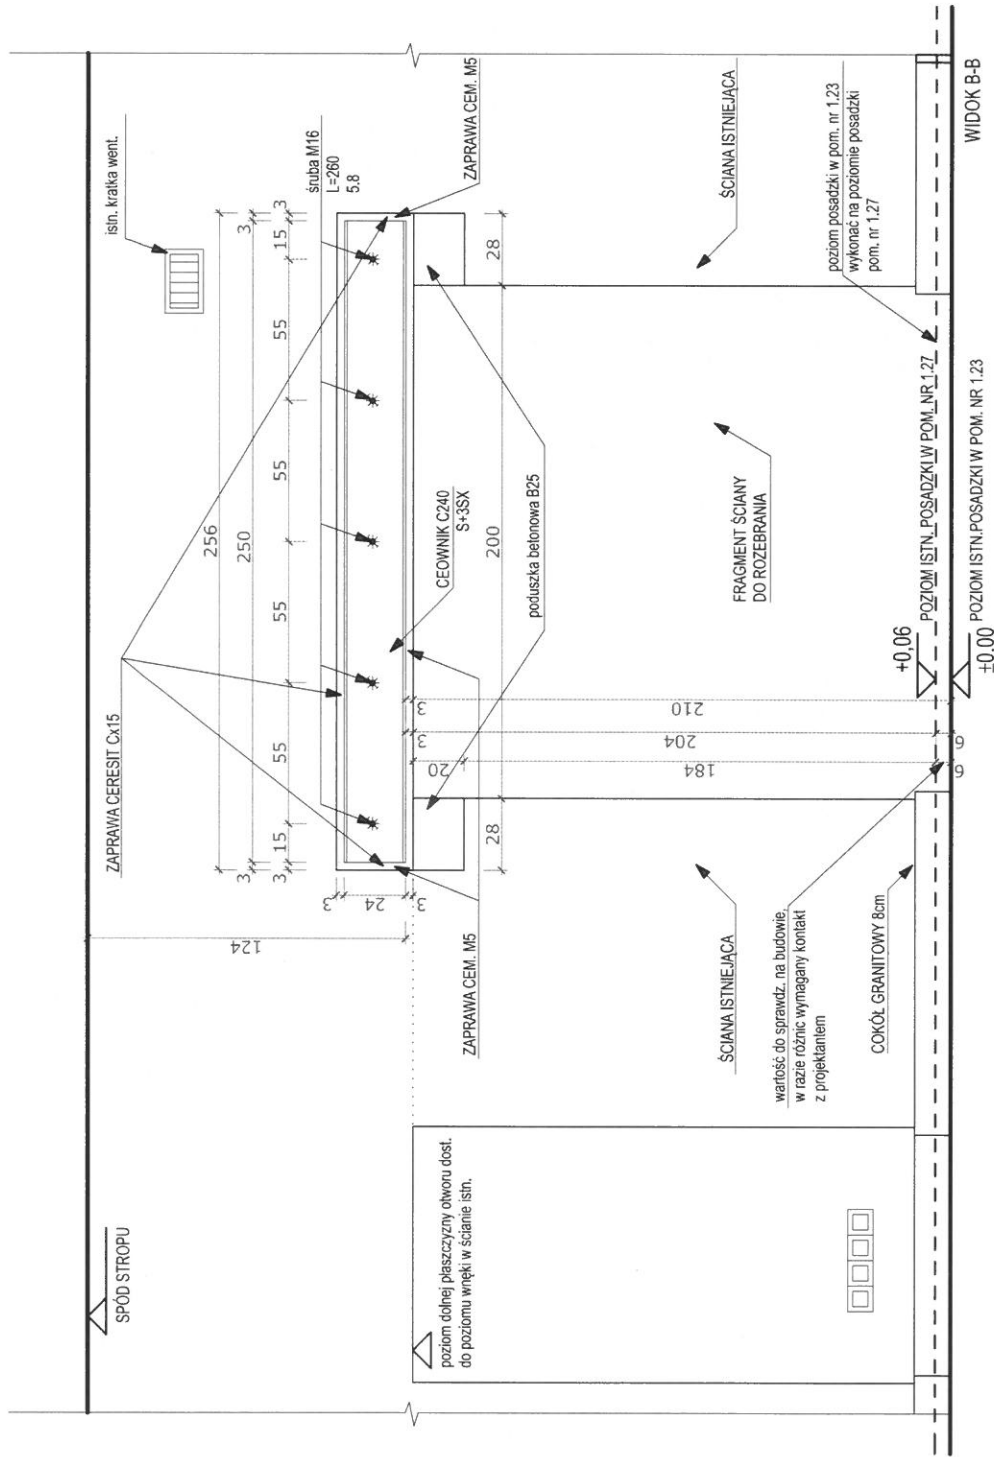 SPÓD STROPU
ZAPRAWA CERESIT Cx15
istn. kratka went.
124
3
24
3
256
3
250
3
3
15
55
55
55
55
15
3
śruba M16
L=260
5.8
ZAPRAWA CEM. M5
CEOWNIK C240
S+3SX
ZAPRAWA CEM. M5
28
200
28
poduszka betonowa B25
poziom dolnej płaszczyzny otworu dost.
do poziomu wnęki w ścianie istn.
3
3
20
210
204
184
6
6
ŚCIANA ISTNIEJĄCA
FRAGMENT ŚCIANY
DO ROZEBRANIA
ŚCIANA ISTNIEJĄCA
wartość do sprawdz. na budowie,
w razie różnic wymagany kontakt
z projektantem
COKÓŁ GRANITOWY 8cm
poziom posadzki w pom. nr 1.23
wykonać na poziomie posadzki
pom. nr 1.27
+0,06
POZIOM ISTN. POSADZKI W POM. NR 1.27
±0.00
POZIOM ISTN.POSADZKI W POM. NR 1.23
WIDOK B-B